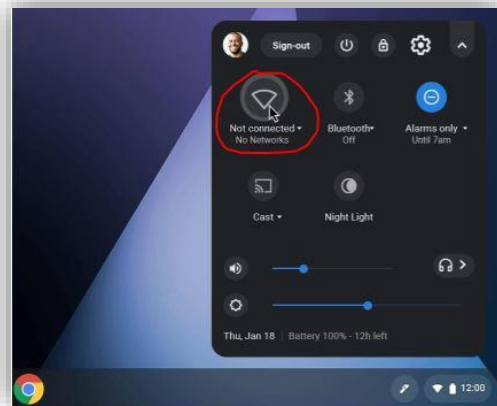 Sign-out
Not connected
No Networks
Bluetooth
Off
Alarms only
Until 7am
Cast
Night Light
Thu, Jan 18 | Battery 100% - 12h left
12:00